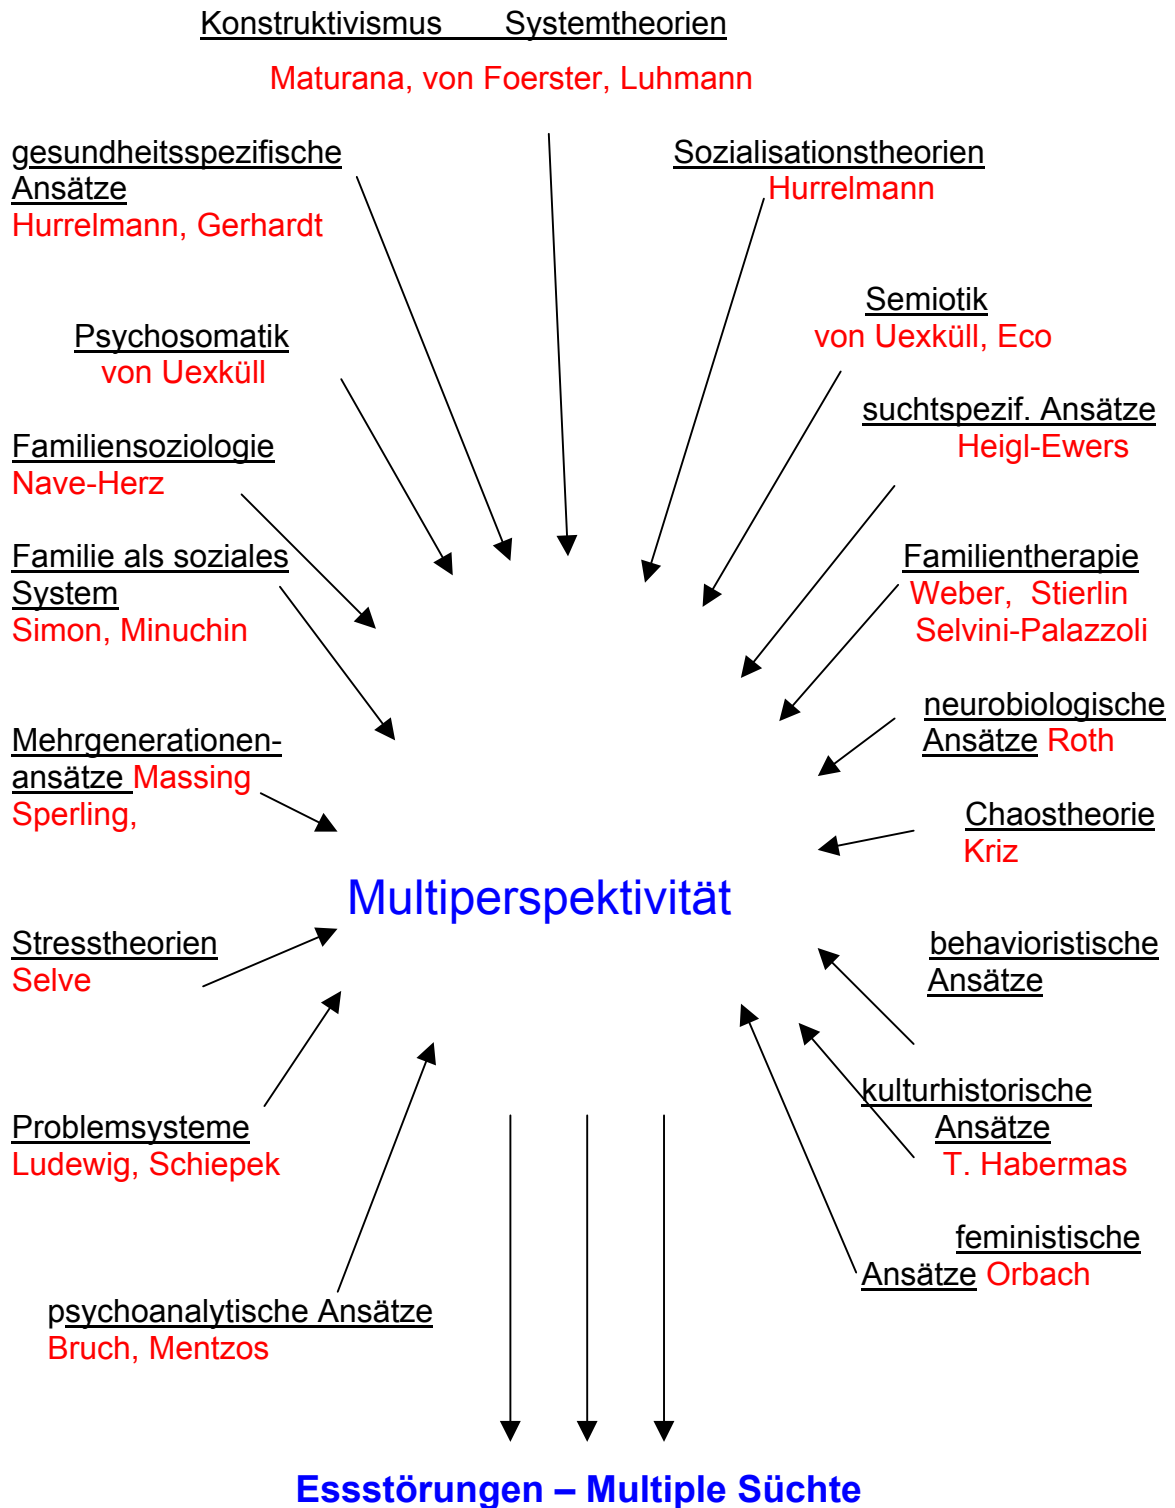 Konstruktivismus Systemtheorien
Maturana, von Foerster, Luhmann
gesundheitsspezifische
Ansätze
Hurrelmann, Gerhardt
Sozialisationstheorien
Hurrelmann
Semiotik
von Uexküll, Eco
Psychosomatik
von Uexküll
suchtspezif. Ansätze
Heigl-Ewers
Familiensoziologie
Nave-Herz
Familie als soziales
System
Simon, Minuchin
Familientherapie
Weber, Stierlin
Selvini-Palazzoli
neurobiologische
Ansätze Roth
Mehrgenerationen-
ansätze Massing
Sperling,
Chaostheorie
Kriz
Multiperspektivität
Stresstheorien
Selve
behavioristische
Ansätze
kulturhistorische
Ansätze
T. Habermas
Problemsysteme
Ludewig, Schiepek
feministische
Ansätze Orbach
psychoanalytische Ansätze
Bruch, Mentzos
Essstörungen – Multiple Süchte